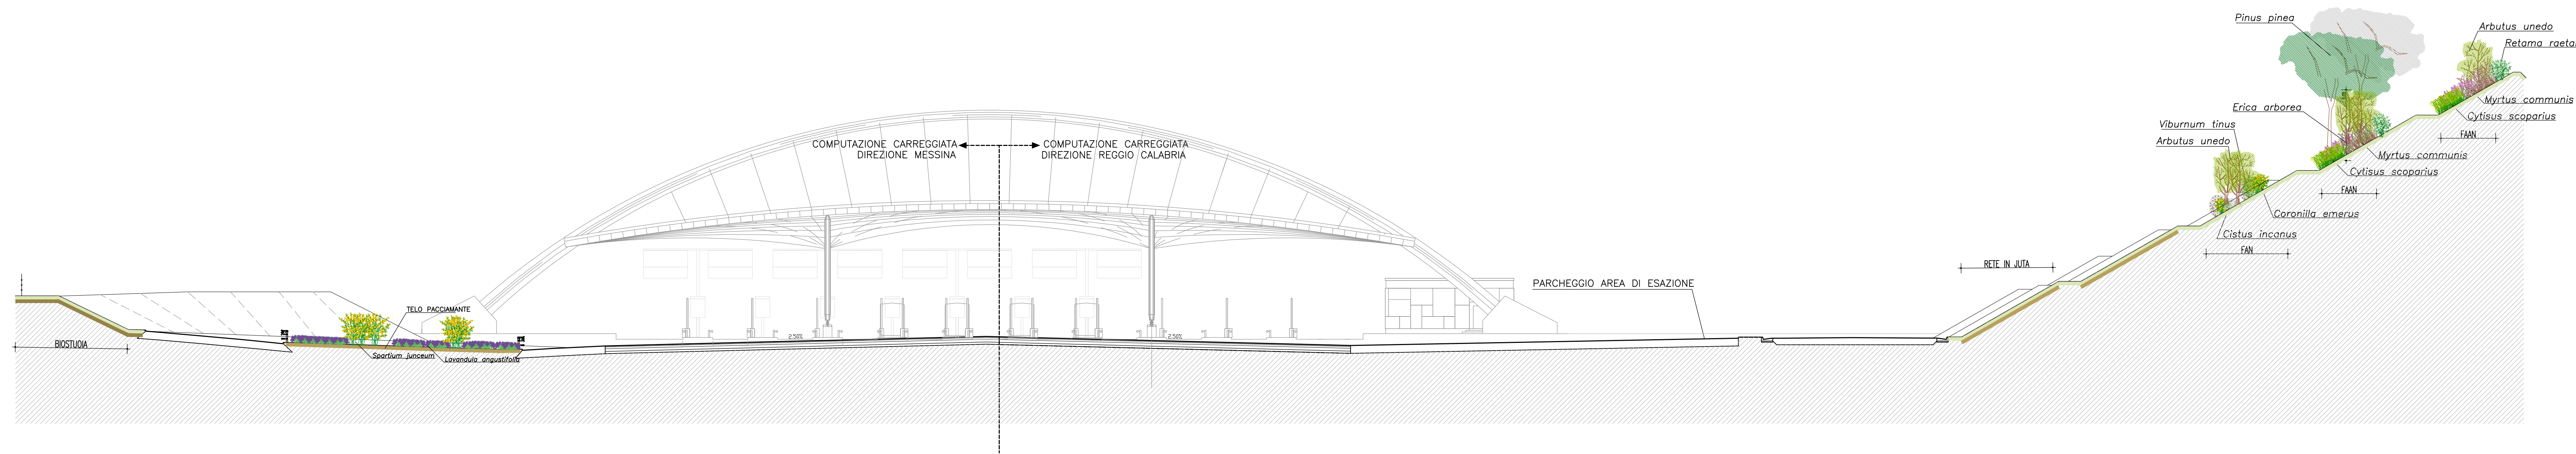 Pinus pinea
Arbutus unedo
Retama raeta
Erica arborea
Viburnum tinus
Arbutus unedo
Myrtus communis
Cytisus scoparius
FAAN
Myrtus communis
Cytisus scoparius
FAAN
Coronilla emerus
Cistus incanus
FAN
RETE IN JUTA
COMPUTAZIONE CARREGGIATA
DIREZIONE MESSINA
COMPUTAZIONE CARREGGIATA
DIREZIONE REGGIO CALABRIA
PARCHEGGIO AREA DI ESAZIONE
TELO PACCIAMANTE
2.50%
2.50%
BIOSTUOIA
Spartium junceum
Lavandula angustifolia